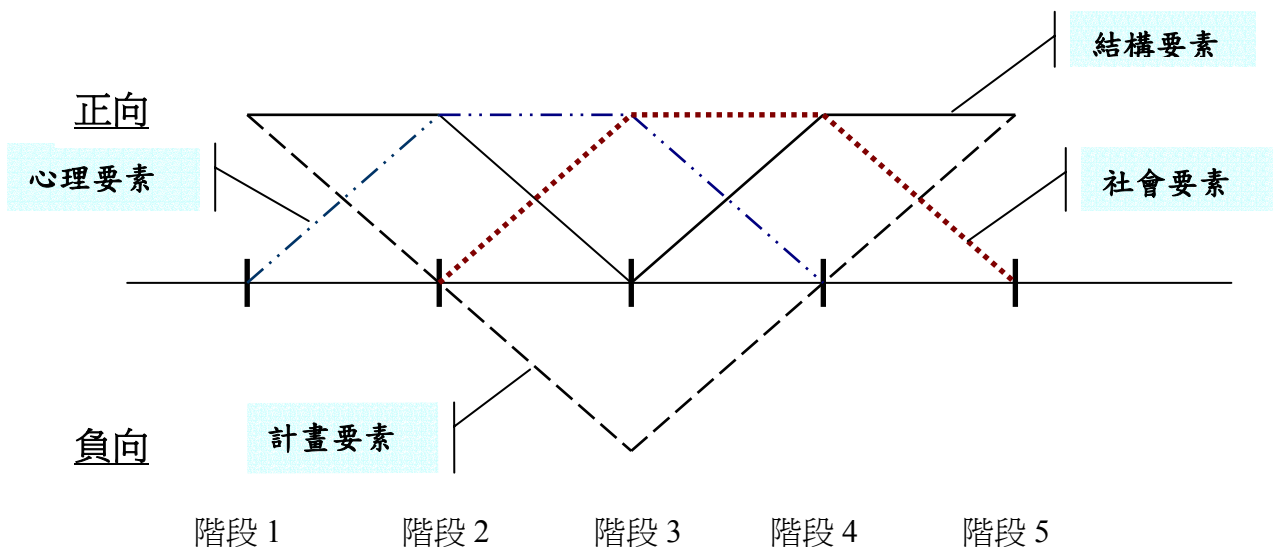 結構要素
正向
心理要素
社會要素
計畫要素
負向
階段 1
階段 2
階段 3
階段 4
階段 5